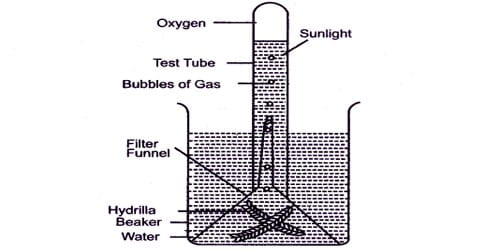 Oxygen
Sunlight
Test Tube
Bubbles of Gas
Filter
Funnel
Hydrilla
Beaker
Water